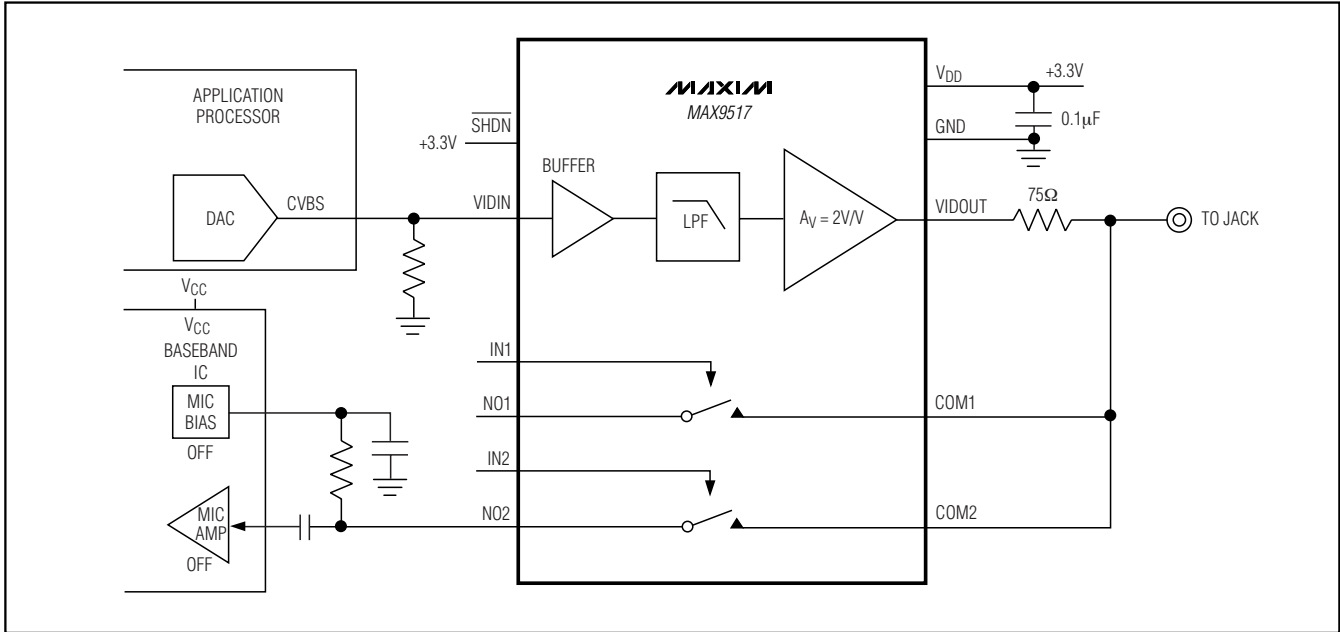 APPLICATION
PROCESSOR
DAC
CVBS
VCC
VCC
BASEBAND
IC
MIC
BIAS
OFF
MIC
AMP
OFF
SHDN
+3.3V
VIDIN
IN1
NO1
IN2
NO2
MAXIM
MAX9517
BUFFER
LPF
AV = 2V/V
VDD
+3.3V
0.1µF
GND
75Ω
VIDOUT
TO JACK
COM1
COM2